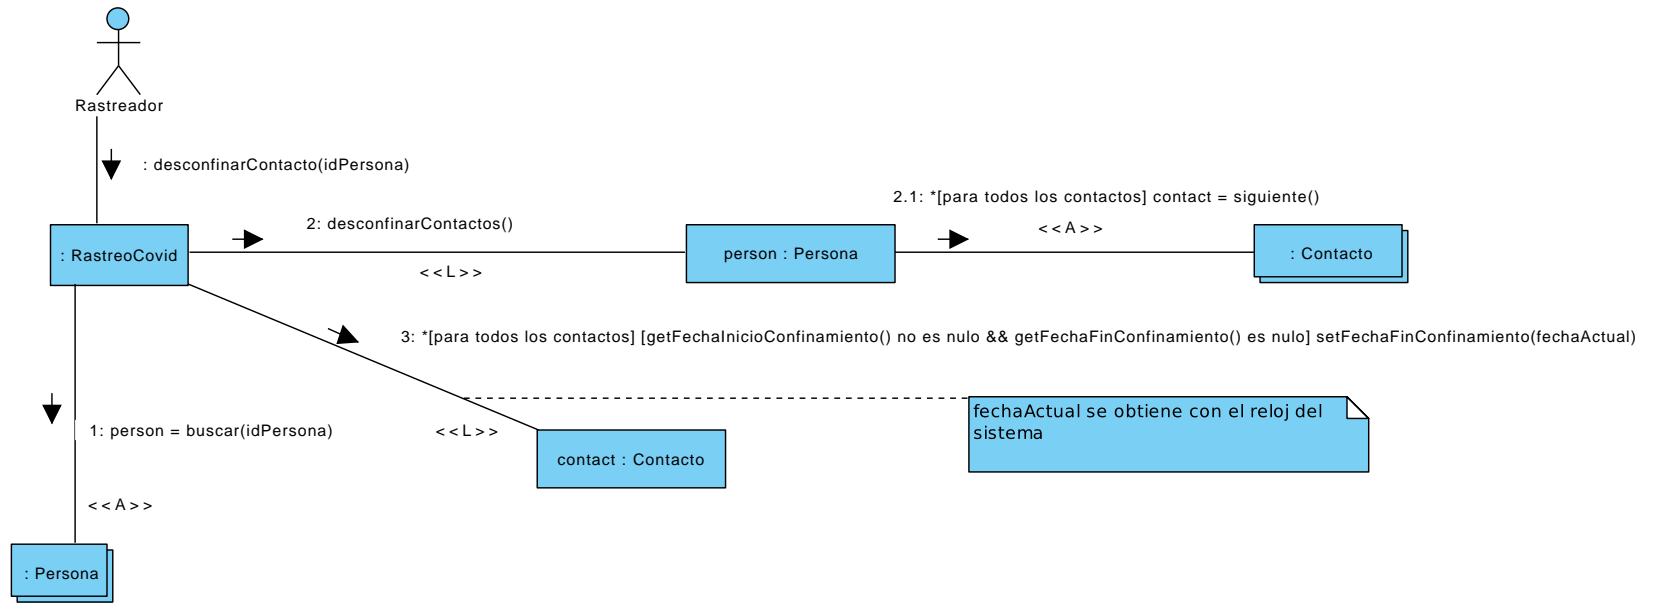 Rastreador
: desconfinarContacto(idPersona)
2.1: *[para todos los contactos] contact = siguiente()
2: desconfinarContactos()
<<A>>
: RastreoCovid
person : Persona
: Contacto
<<L>>
3: *[para todos los contactos] [getFechaInicioConfinamiento() no es nulo && getFechaFinConfinamiento() es nulo] setFechaFinConfinamiento(fechaActual)
fechaActual se obtiene con el reloj del
sistema
1: person = buscar(idPersona)
<<L>>
contact : Contacto
<<A>>
: Persona